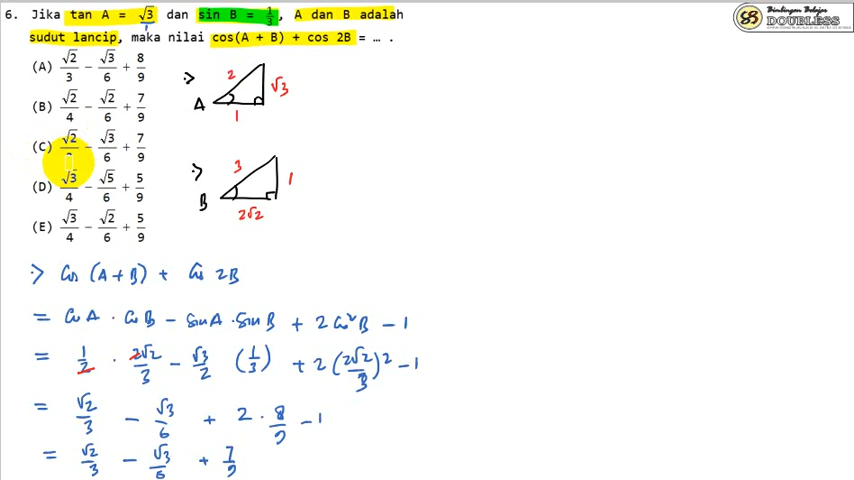 6. Jika tan A = √3 dan sin B = 1/3, A dan B adalah
sudut lancip, maka nilai cos(A + B) + cos 2B = … .
(A) √2/3 − √3/6 + 8/9
(B) √2/4 − √2/6 + 7/9
(C) √2/ − √3/6 + 7/9
(D) √3/4 − √5/6 + 5/9
(E) √3/4 − √2/6 + 5/9
Bimbingan Belajar
DOUBLESS
1
2
√3
A
1
3
1
B
2√2
Cos (A+B) + Cos 2B
= Cos A · Cos B − sin A · sin B + 2 Cos² B − 1
= 1/2 · 2√2/3 − √3/2 (1/3) + 2 (2√2/3)² − 1
= √2/3 − √3/6 + 2 · 8/9 − 1
= √2/3 − √3/6 + 7/9